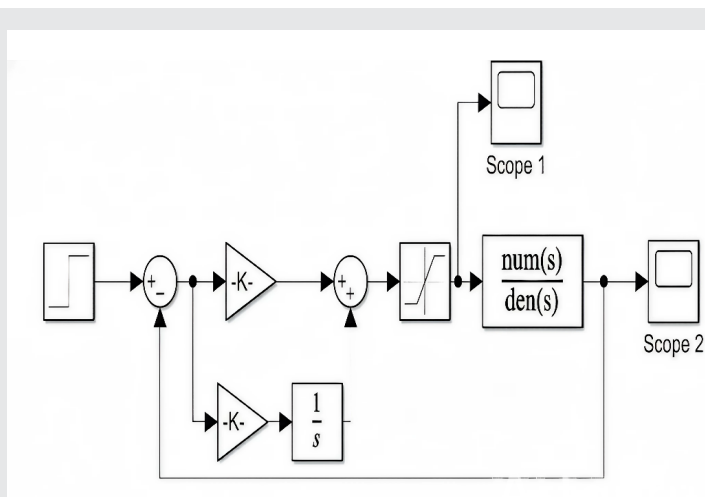 Scope 1
+
−
-K-
+
+
num(s)
den(s)
Scope 2
-K-
1
s